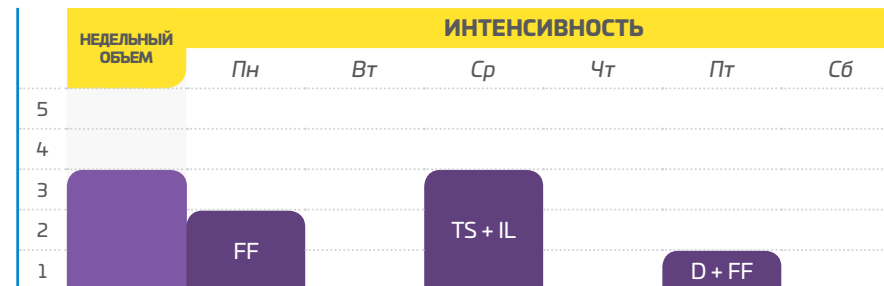 НЕДЕЛЬНЫЙ
ОБЪЕМ
ИНТЕНСИВНОСТЬ
Пн Вт Ср Чт Пт Сб
5
4
3
2
1
FF
TS + IL
D + FF